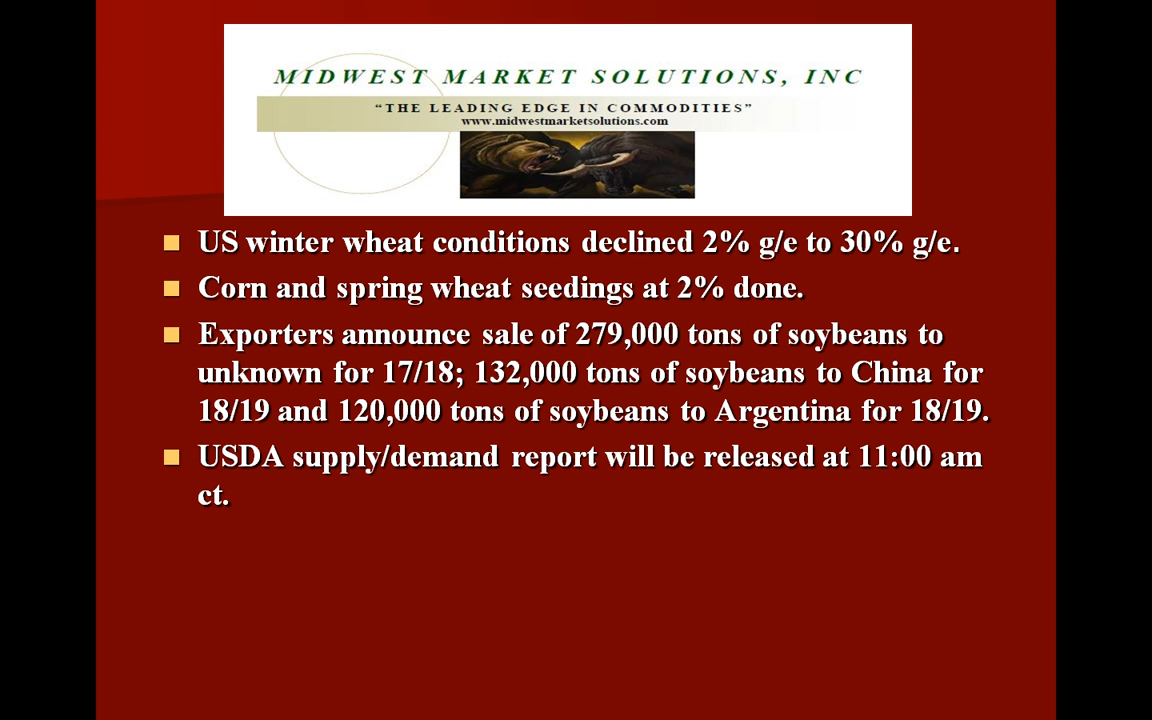 MIDWEST MARKET SOLUTIONS, INC
“THE LEADING EDGE IN COMMODITIES”
www.midwestmarketsolutions.com
US winter wheat conditions declined 2% g/e to 30% g/e.
Corn and spring wheat seedings at 2% done.
Exporters announce sale of 279,000 tons of soybeans to
unknown for 17/18; 132,000 tons of soybeans to China for
18/19 and 120,000 tons of soybeans to Argentina for 18/19.
USDA supply/demand report will be released at 11:00 am
ct.